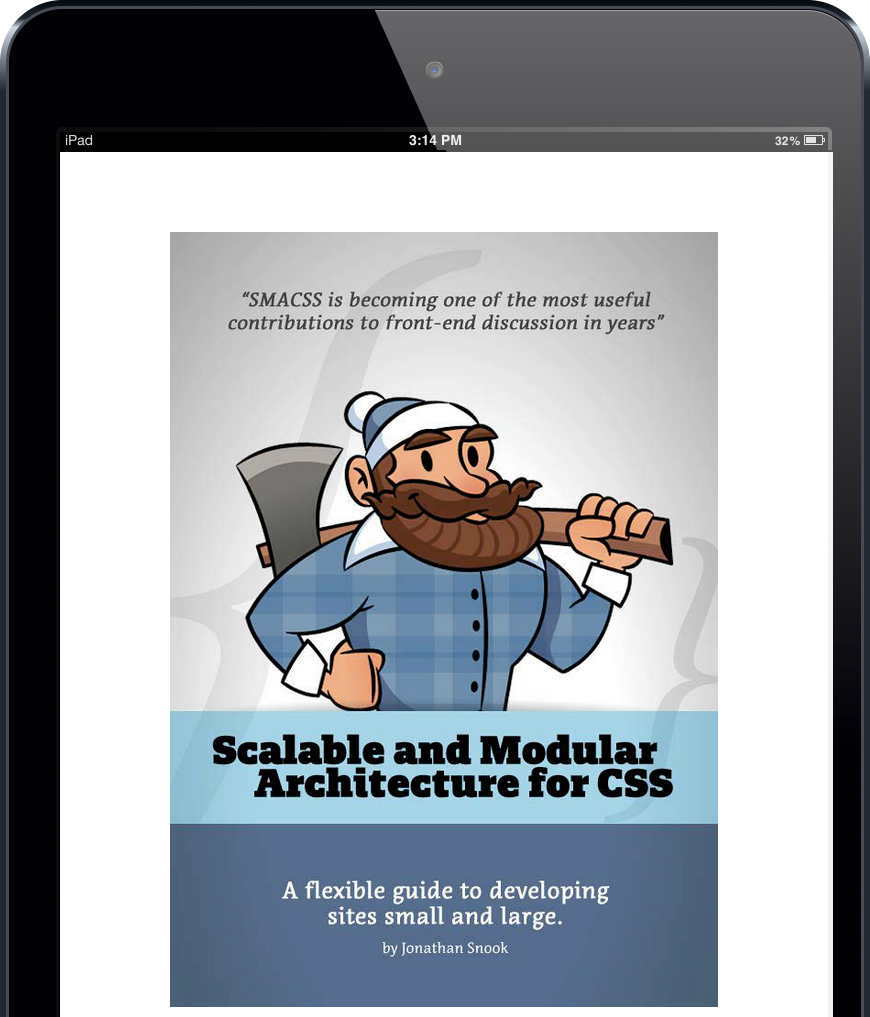 iPad 3:14 PM 32%
“SMACSS is becoming one of the most useful
contributions to front-end discussion in years”
Scalable and Modular
Architecture for CSS
A flexible guide to developing
sites small and large.
by Jonathan Snook